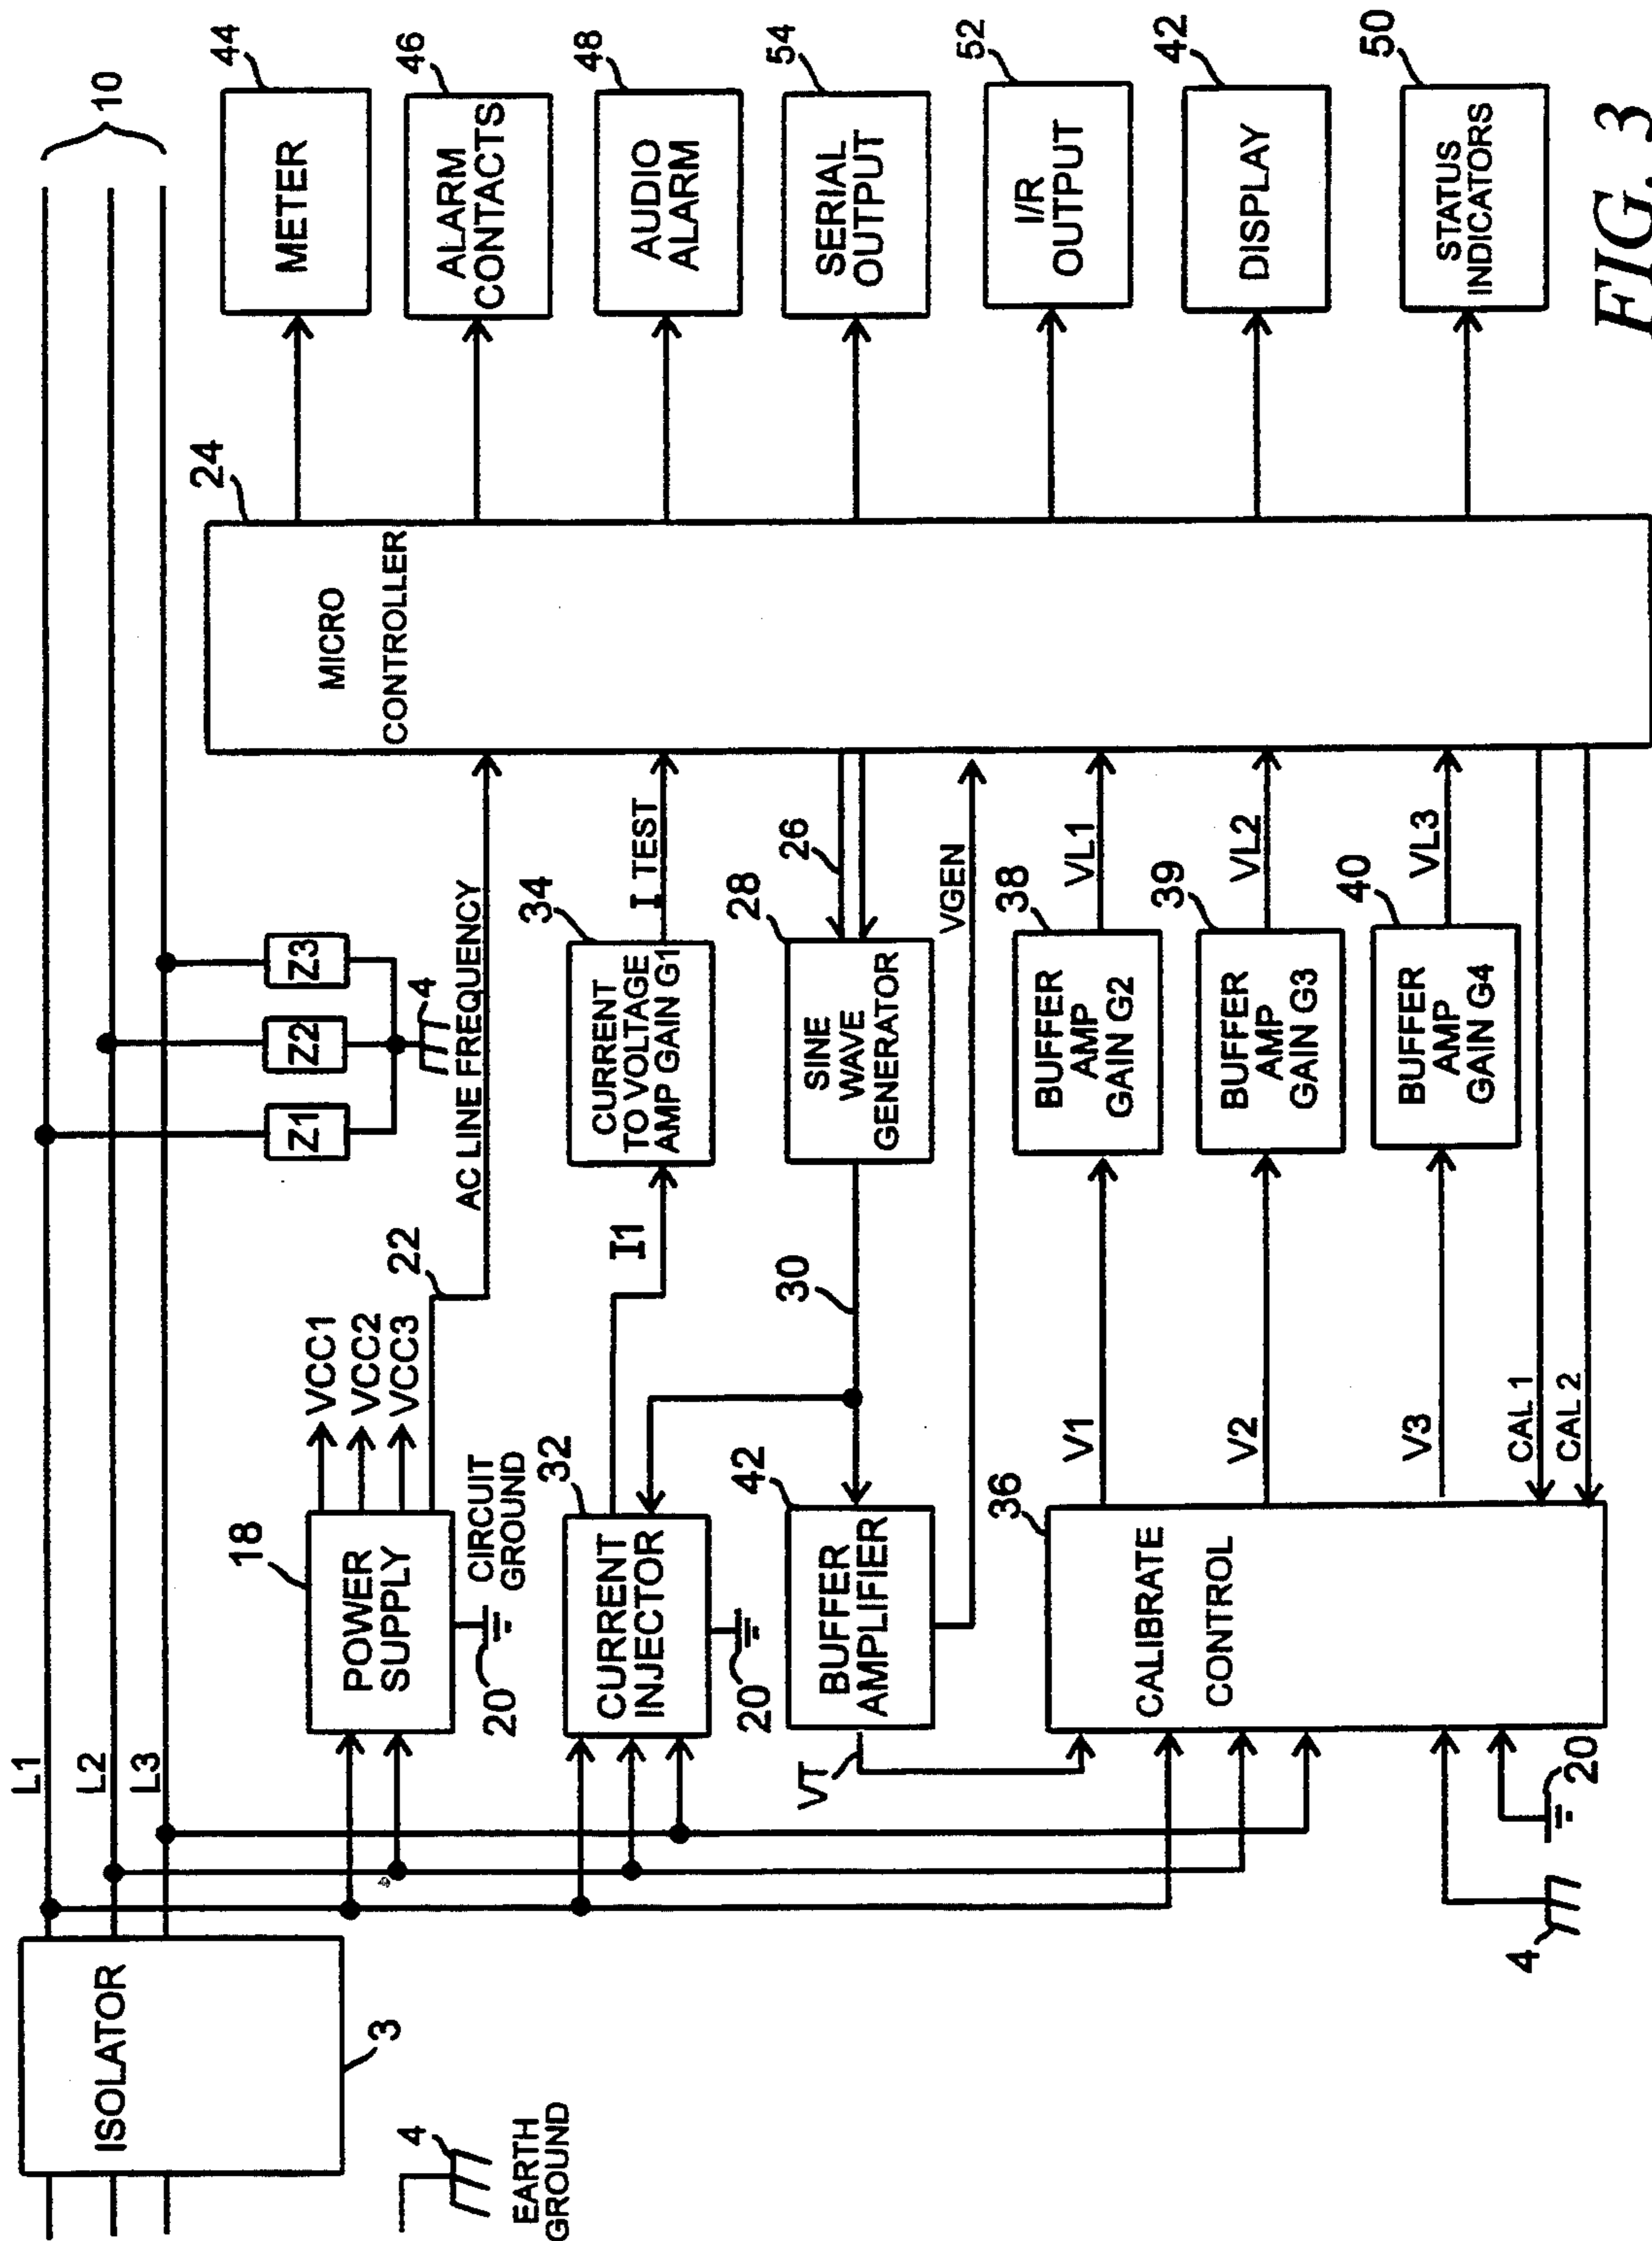 10
L1
L2
L3
ISOLATOR
3
4
EARTH
GROUND
18
POWER
SUPPLY
VCC1
VCC2
VCC3
22
20
CIRCUIT
GROUND
Z1
Z2
Z3
4
AC LINE FREQUENCY
24
MICRO
CONTROLLER
44
METER
46
ALARM
CONTACTS
48
AUDIO
ALARM
54
SERIAL
OUTPUT
52
I/R
OUTPUT
42
DISPLAY
50
STATUS
INDICATORS
32
CURRENT
INJECTOR
20
I1
34
CURRENT
TO VOLTAGE
AMP GAIN G1
I TEST
42
BUFFER
AMPLIFIER
VT
30
28
SINE
WAVE
GENERATOR
26
VGEN
36
CALIBRATE
CONTROL
V1
V2
V3
CAL 1
CAL 2
38
BUFFER
AMP
GAIN G2
VL1
39
BUFFER
AMP
GAIN G3
VL2
40
BUFFER
AMP
GAIN G4
VL3
4
20
FIG. 3